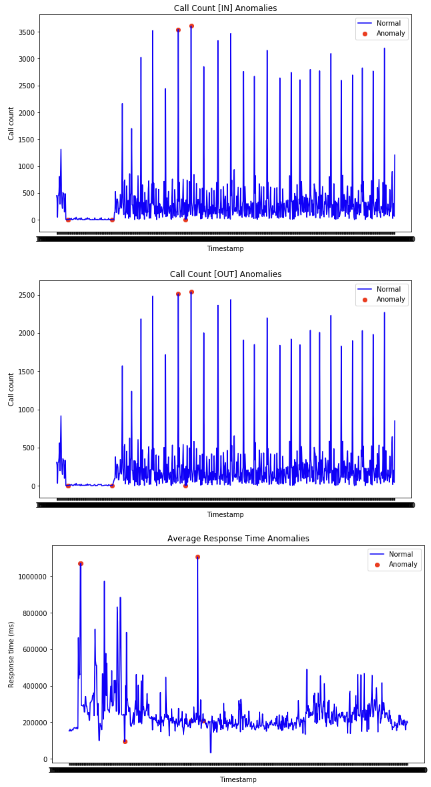 Call Count [IN] Anomalies
Normal
Anomaly
3500
3000
2500
2000
1500
1000
500
0
Call count
Timestamp
Call Count [OUT] Anomalies
Normal
Anomaly
2500
2000
1500
1000
500
0
Call count
Timestamp
Average Response Time Anomalies
Normal
Anomaly
1000000
800000
600000
400000
200000
0
Response time (ms)
Timestamp